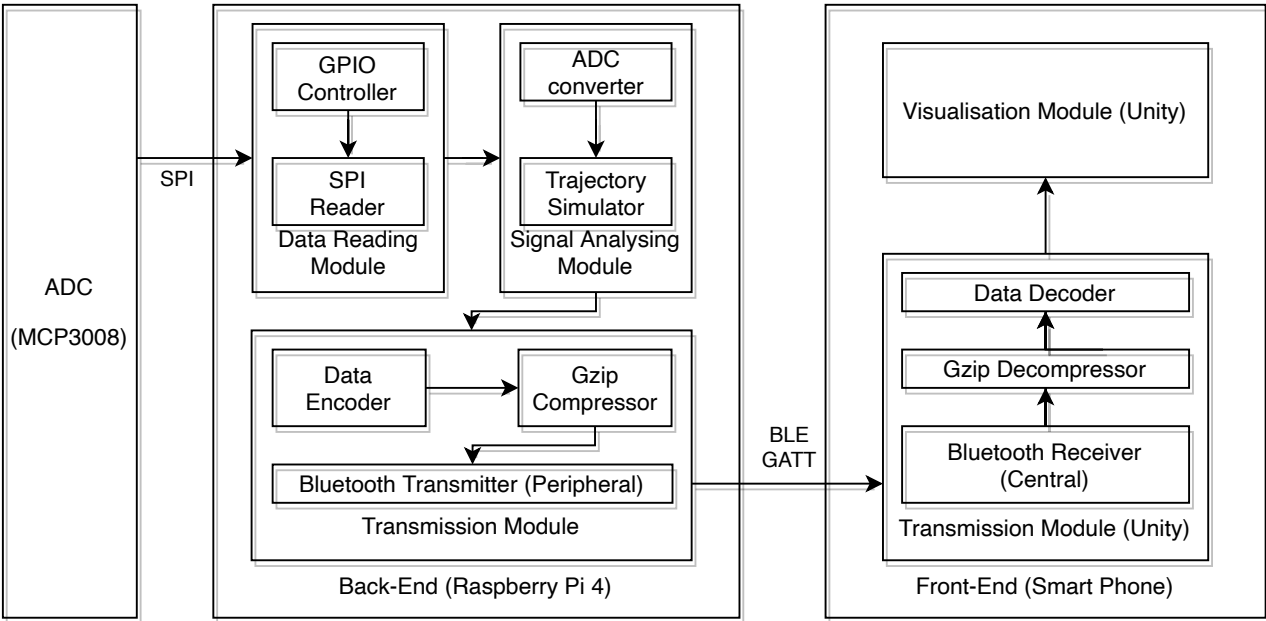 ADC
(MCP3008)
SPI
GPIO
Controller
SPI
Reader
Data Reading
Module
ADC
converter
Trajectory
Simulator
Signal Analysing
Module
Data
Encoder
Gzip
Compressor
Bluetooth Transmitter (Peripheral)
Transmission Module
Back-End (Raspberry Pi 4)
BLE
GATT
Visualisation Module (Unity)
Data Decoder
Gzip Decompressor
Bluetooth Receiver
(Central)
Transmission Module (Unity)
Front-End (Smart Phone)